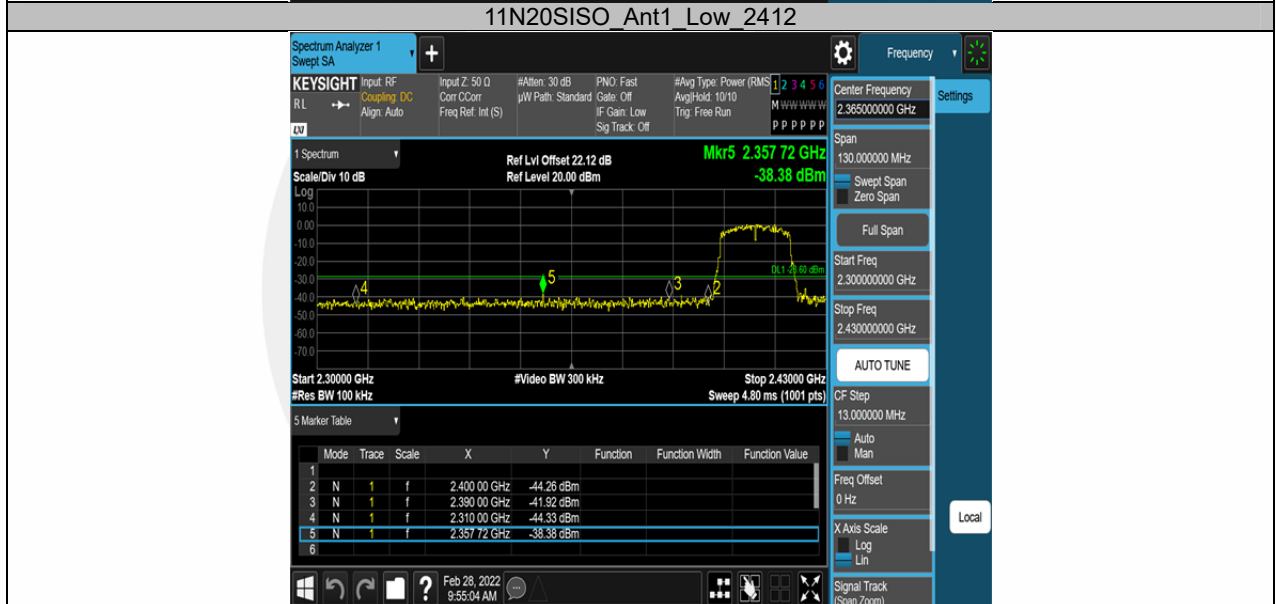 11N20SISO_Ant1_Low_2412
Spectrum Analyzer 1
Swept SA
+
Frequency
KEYSIGHT
RL
LXI
Input: RF
Coupling: DC
Align: Auto
Input Z: 50 Ω
Corr CCorr
Freq Ref: Int (S)
#Atten: 30 dB
µW Path: Standard
PNO: Fast
Gate: Off
IF Gain: Low
Sig Track: Off
#Avg Type: Power (RMS
Avg|Hold: 10/10
Trig: Free Run
1 2 3 4 5 6
M W W W W W
P P P P P P
Center Frequency
2.365000000 GHz
Settings
Span
130.000000 MHz
Swept Span
Zero Span
Full Span
Start Freq
2.300000000 GHz
Stop Freq
2.430000000 GHz
AUTO TUNE
CF Step
13.000000 MHz
Auto
Man
Freq Offset
0 Hz
X Axis Scale
Log
Lin
Signal Track
(Span Zoom)
Local
1 Spectrum
Scale/Div 10 dB
Ref Lvl Offset 22.12 dB
Ref Level 20.00 dBm
Mkr5 2.357 72 GHz
-38.38 dBm
Log
10.0
0.00
-10.0
-20.0
-30.0
-40.0
-50.0
-60.0
-70.0
4
5
3
2
Start 2.30000 GHz
#Video BW 300 kHz
Stop 2.43000 GHz
#Res BW 100 kHz
Sweep 4.80 ms (1001 pts)
5 Marker Table
Mode Trace Scale X Y Function Function Width Function Value
1
2 N 1 f 2.400 00 GHz -44.26 dBm
3 N 1 f 2.390 00 GHz -41.92 dBm
4 N 1 f 2.310 00 GHz -44.33 dBm
5 N 1 f 2.357 72 GHz -38.38 dBm
6
?
Feb 28, 2022
9:55:04 AM